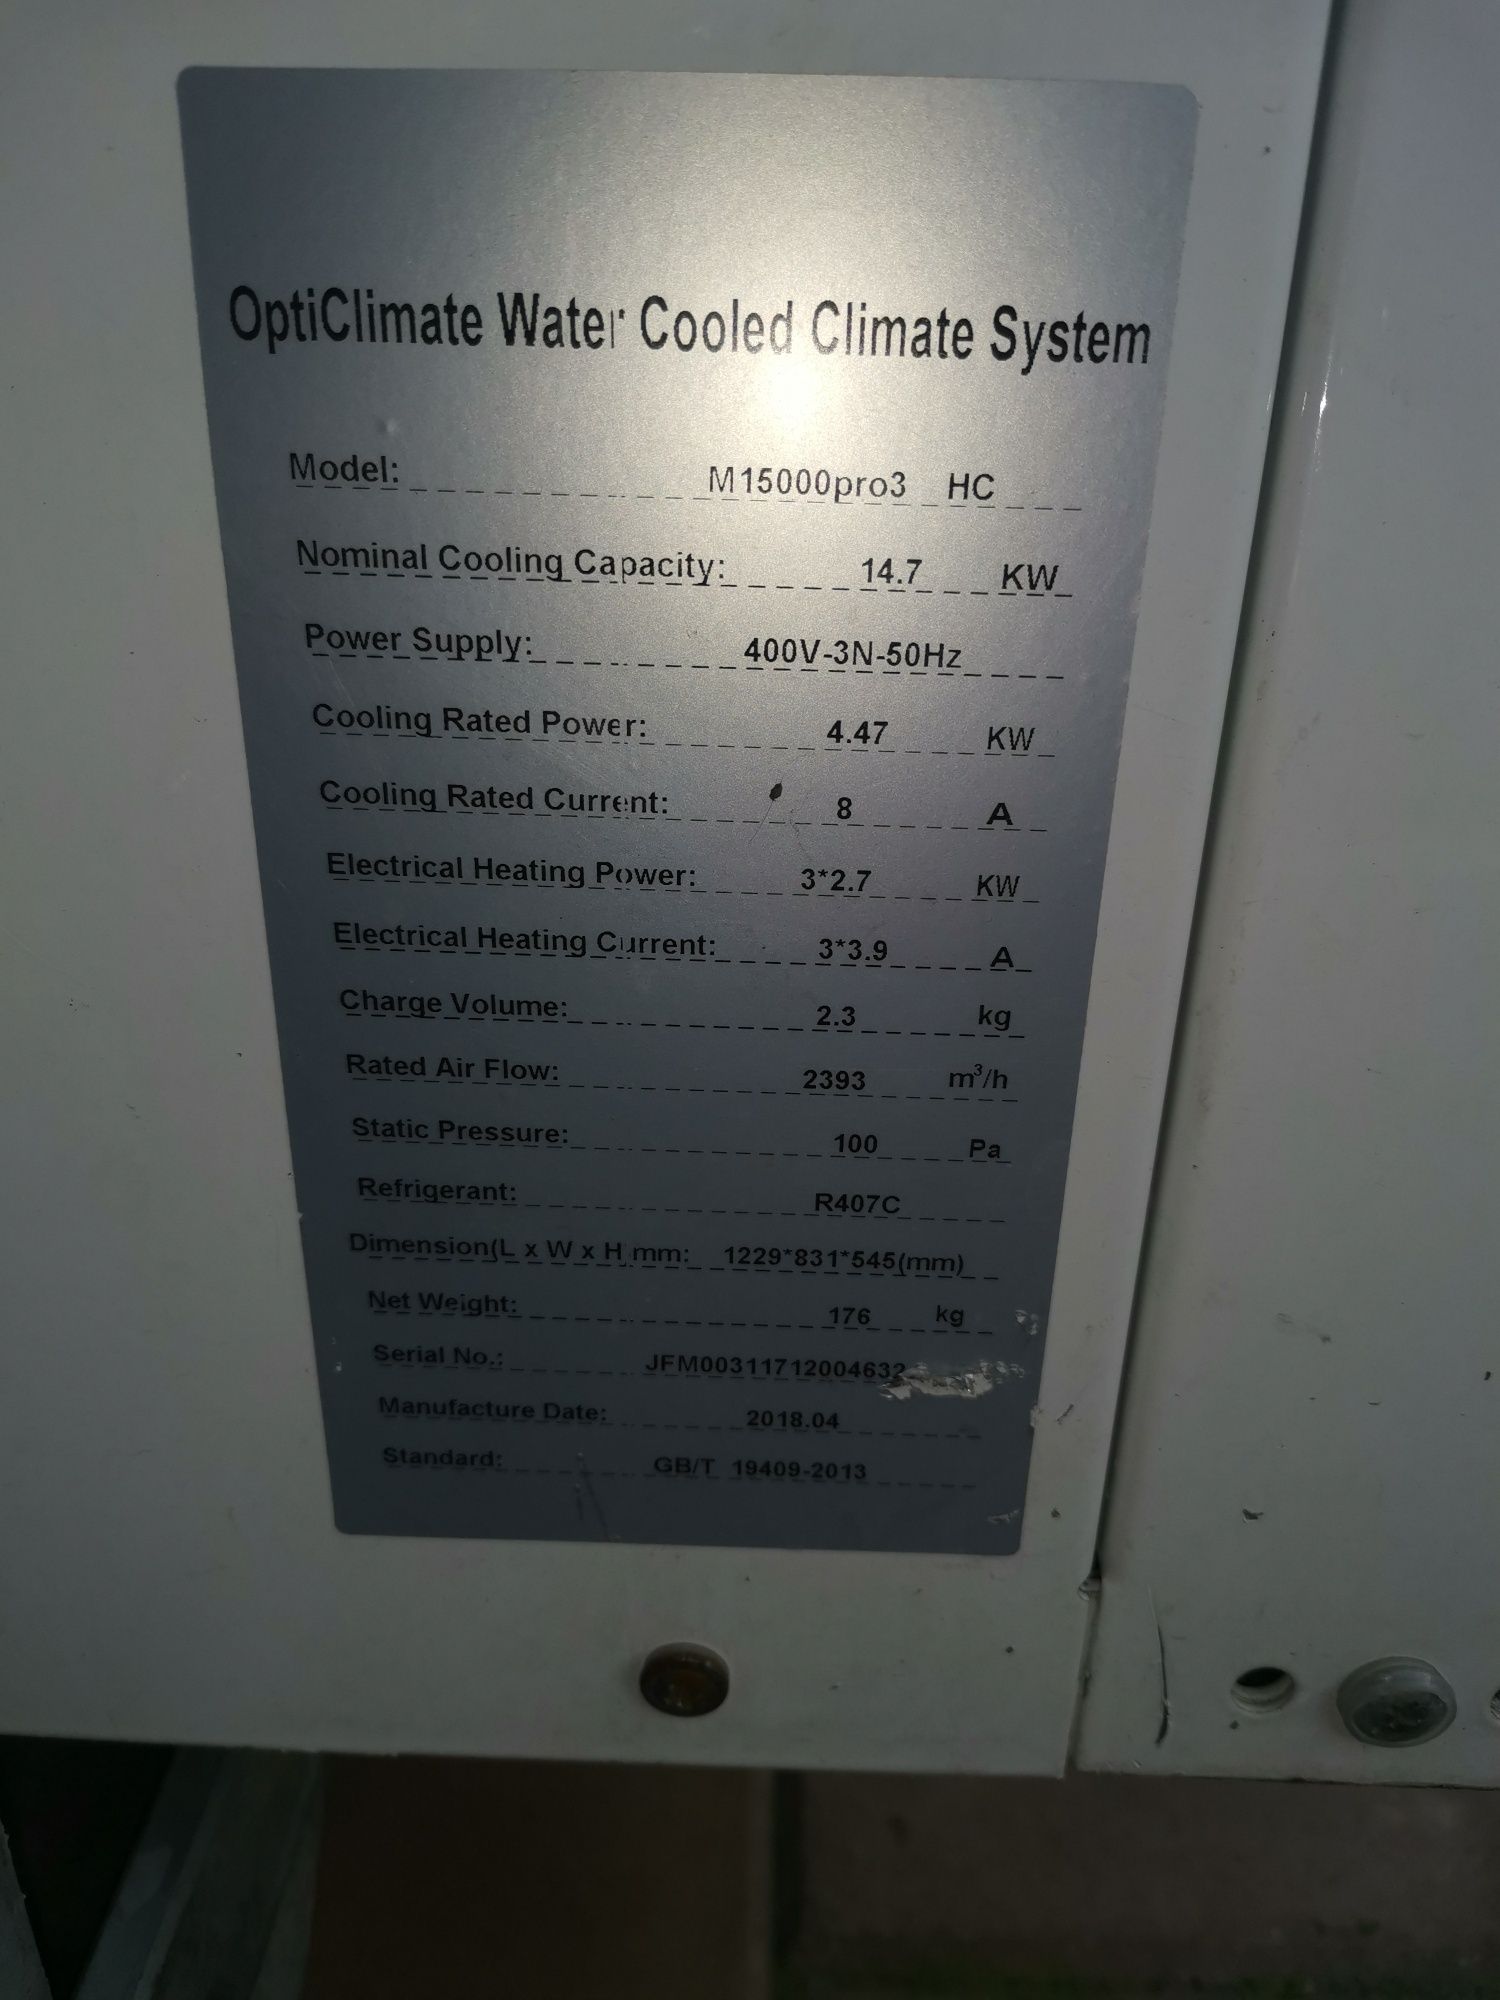 OptiClimate Water Cooled Climate System
Model: M15000pro3 HC
Nominal Cooling Capacity: 14.7 KW
Power Supply: 400V-3N-50Hz
Cooling Rated Power: 4.47 KW
Cooling Rated Current: 8 A
Electrical Heating Power: 3*2.7 KW
Electrical Heating Current: 3*3.9 A
Charge Volume: 2.3 kg
Rated Air Flow: 2393 m³/h
Static Pressure: 100 Pa
Refrigerant: R407C
Dimension(L x W x H mm: 1229*831*545(mm)
Net Weight: 176 kg
Serial No.: JFM00311712004632
Manufacture Date: 2018.04
Standard: GB/T 19409-2013